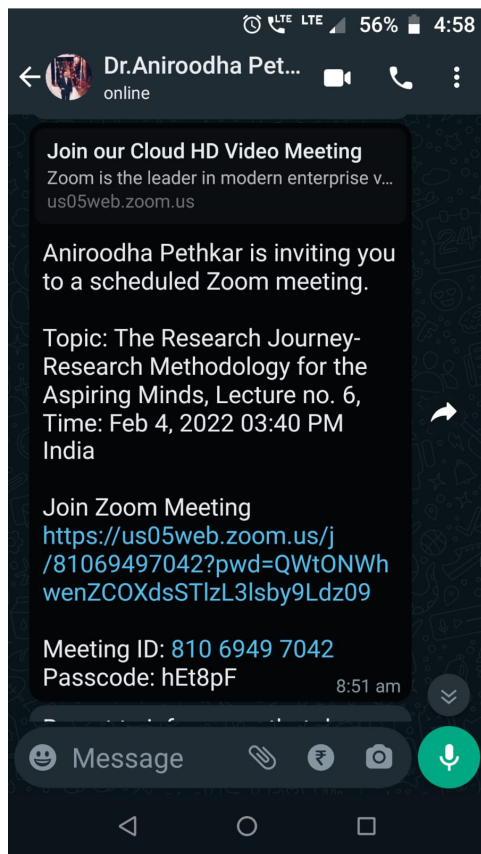 LTE LTE 56% 4:58
Dr.Aniroodha Pet...
online
Join our Cloud HD Video Meeting
Zoom is the leader in modern enterprise v...
us05web.zoom.us
Aniroodha Pethkar is inviting you
to a scheduled Zoom meeting.
Topic: The Research Journey-
Research Methodology for the
Aspiring Minds, Lecture no. 6,
Time: Feb 4, 2022 03:40 PM
India
Join Zoom Meeting
https://us05web.zoom.us/j
/81069497042?pwd=QWtONWh
wenZCOXdsSTlzL3lsby9Ldz09
Meeting ID: 810 6949 7042
Passcode: hEt8pF
8:51 am
Message